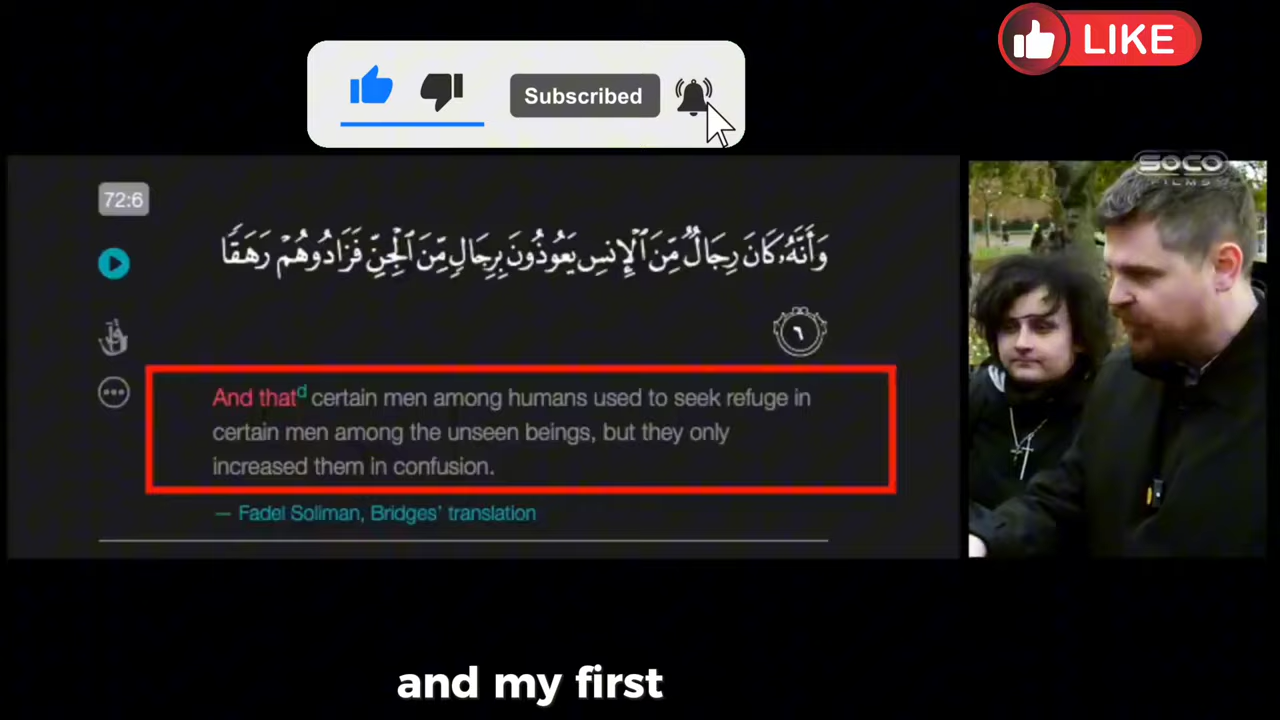 LIKE
Subscribed
SOCO
FILMS
72:6
وَأَنَّهُۥ كَانَ رِجَالٌ مِّنَ ٱلْإِنسِ يَعُوذُونَ بِرِجَالٍ مِّنَ ٱلْجِنِّ فَزَادُوهُمْ رَهَقًا
٦
And that^d certain men among humans used to seek refuge in
certain men among the unseen beings, but they only
increased them in confusion.
— Fadel Soliman, Bridges' translation
and my first